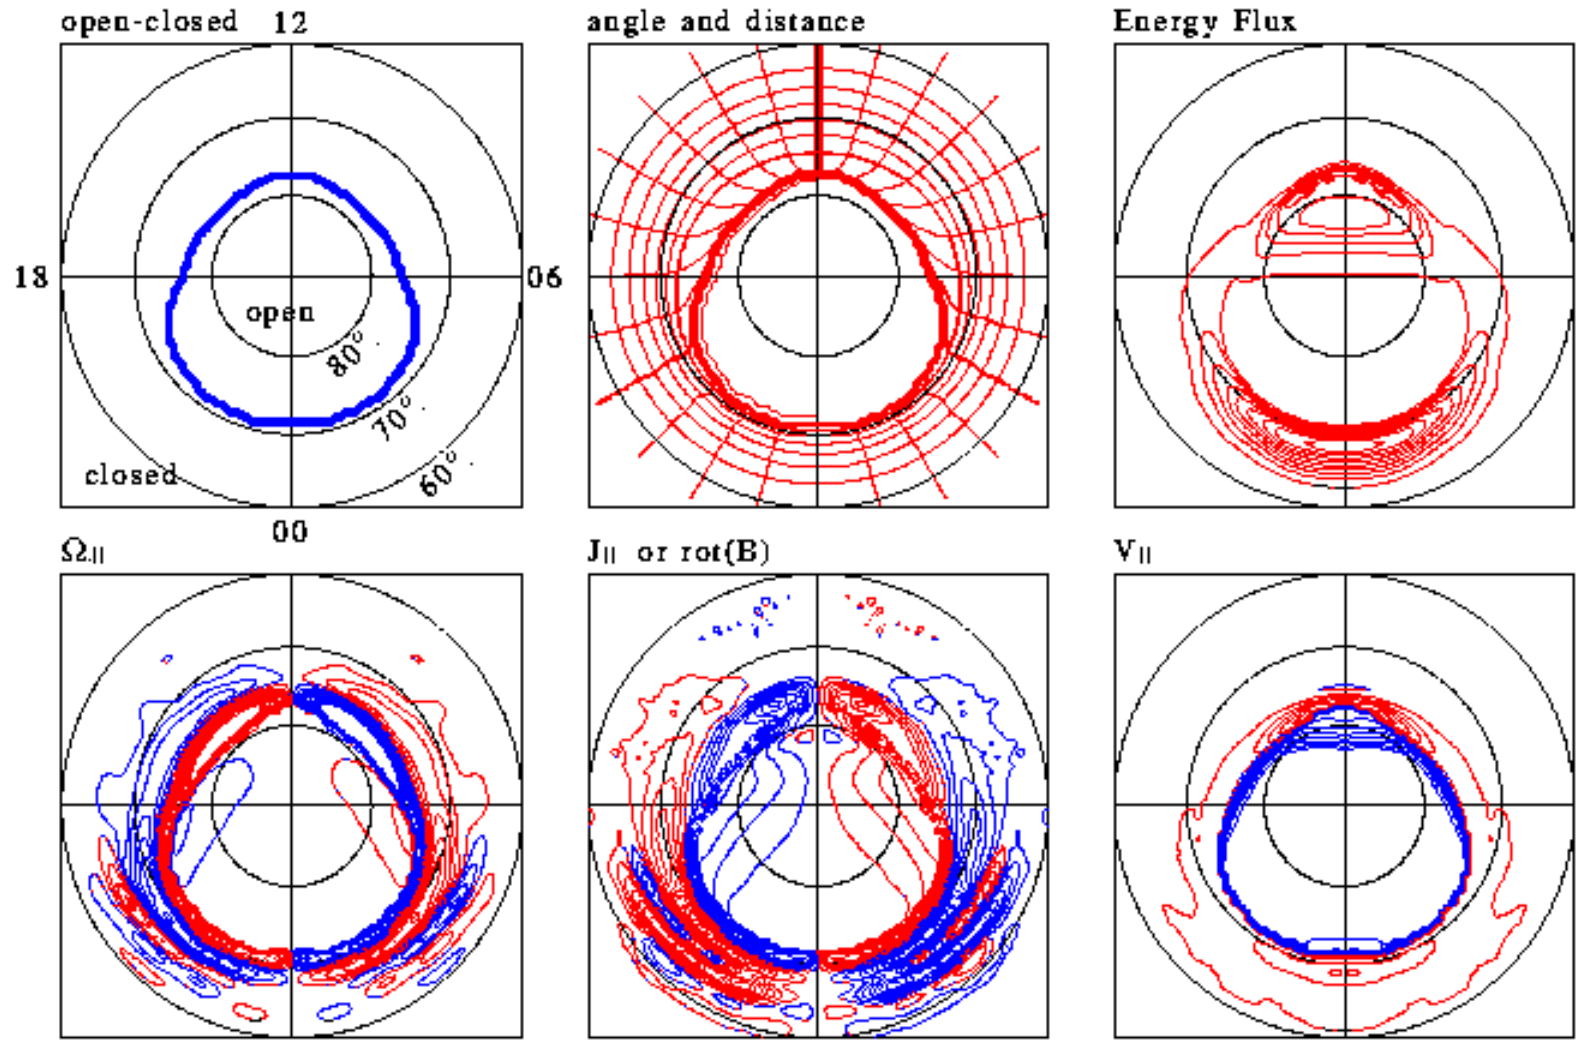 open-closed 12
angle and distance
Energy Flux
18
06
open
80°
70°
60°
closed
00
Ω||
J|| or rot(B)
V||